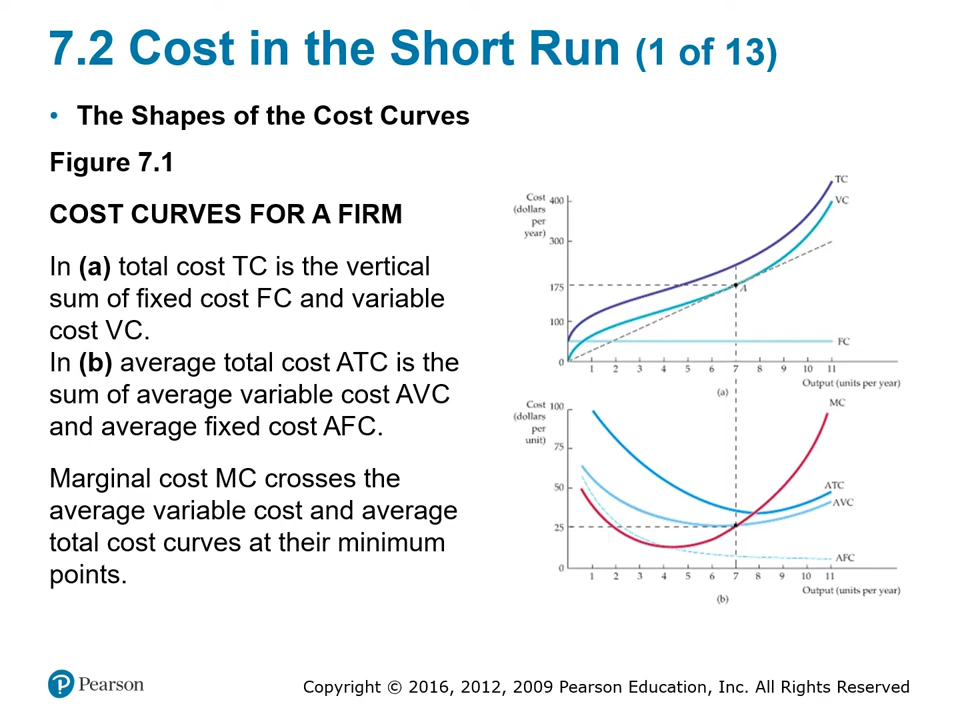 7.2 Cost in the Short Run (1 of 13)
• The Shapes of the Cost Curves
Figure 7.1
COST CURVES FOR A FIRM
In (a) total cost TC is the vertical
sum of fixed cost FC and variable
cost VC.
In (b) average total cost ATC is the
sum of average variable cost AVC
and average fixed cost AFC.
Marginal cost MC crosses the
average variable cost and average
total cost curves at their minimum
points.
Cost
(dollars
per
year)
400
300
175
100
0
TC
VC
A
FC
1 2 3 4 5 6 7 8 9 10 11
Output (units per year)
(a)
Cost
(dollars
per
unit)
100
75
50
25
0
MC
ATC
AVC
AFC
1 2 3 4 5 6 7 8 9 10 11
Output (units per year)
(b)
P Pearson
Copyright © 2016, 2012, 2009 Pearson Education, Inc. All Rights Reserved